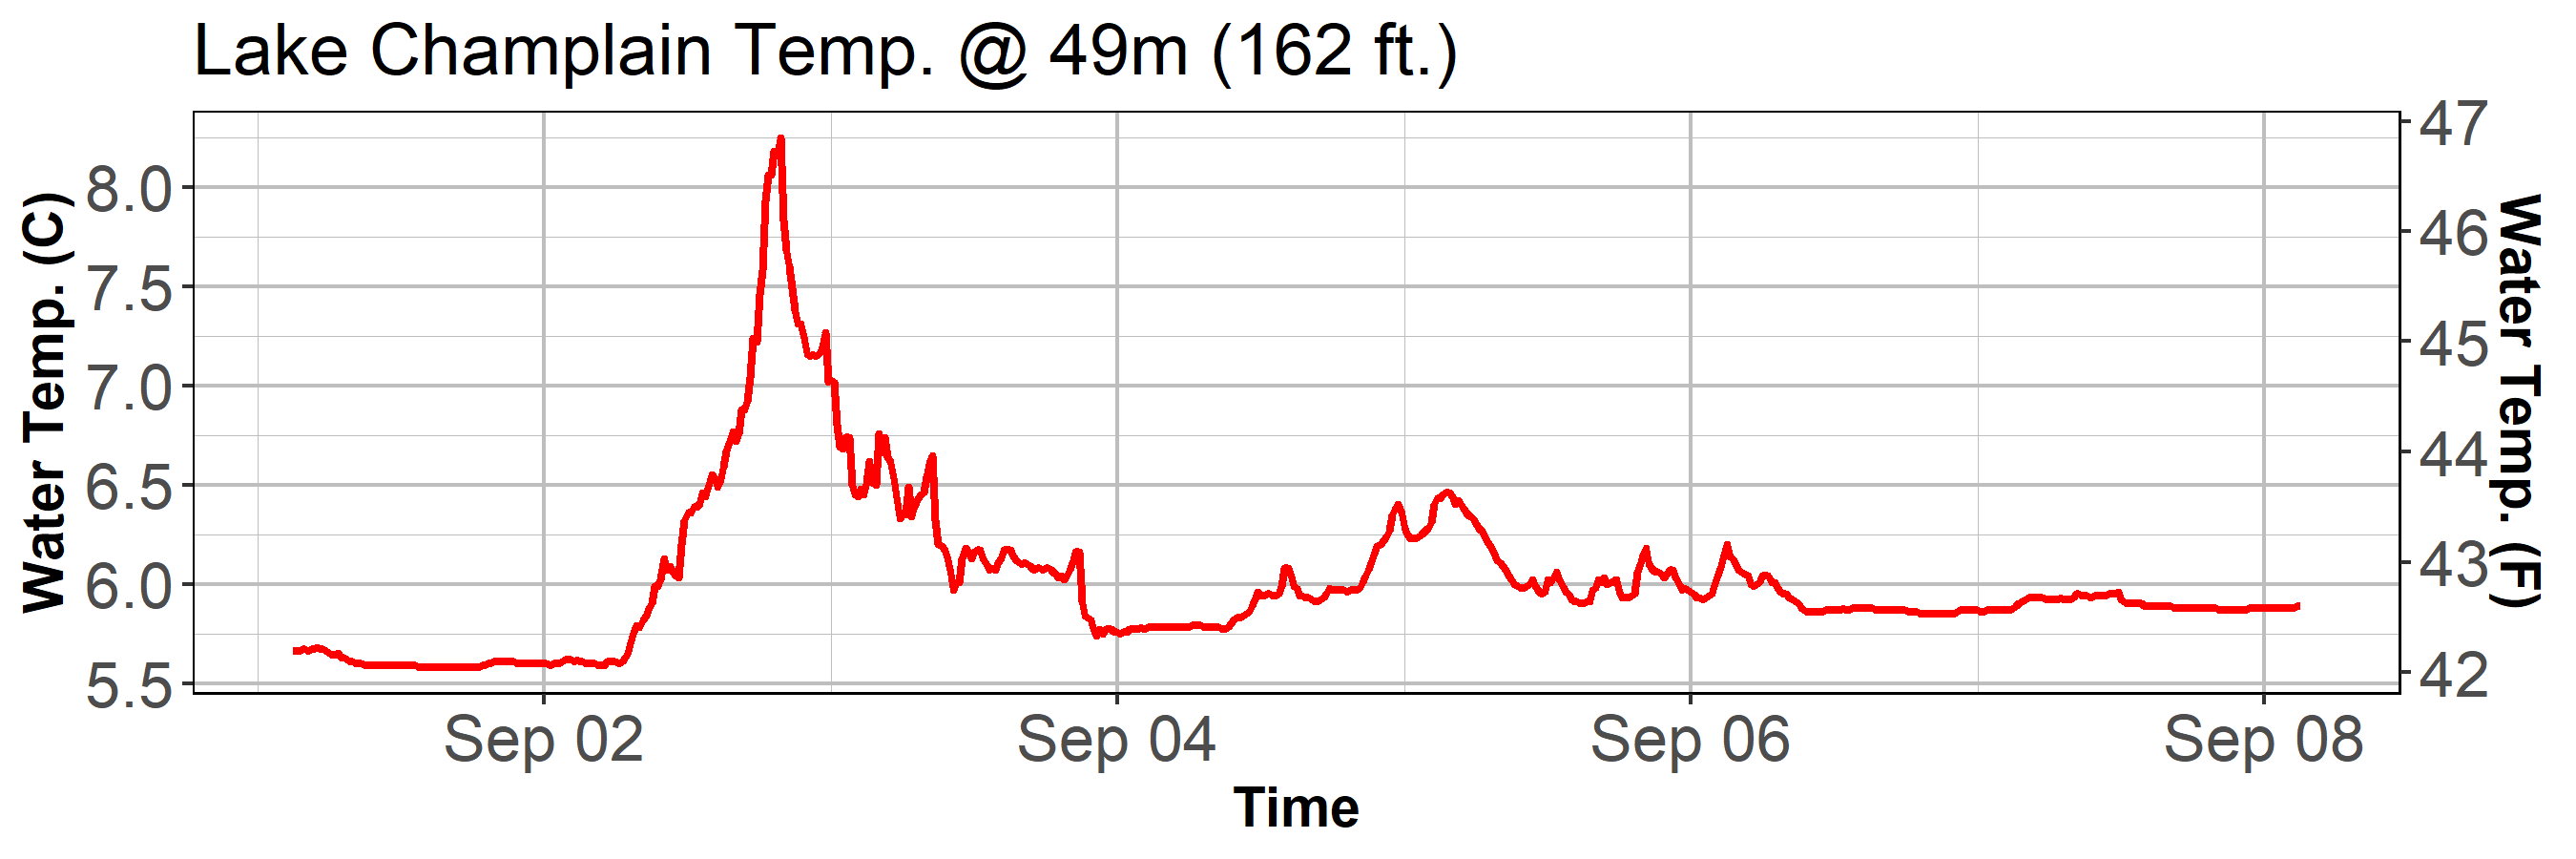 Lake Champlain Temp. @ 49m (162 ft.)
Water Temp. (C)
8.0
7.5
7.0
6.5
6.0
5.5
47
46
45
44
43
42
Water Temp. (F)
Sep 02 Sep 04 Sep 06 Sep 08
Time